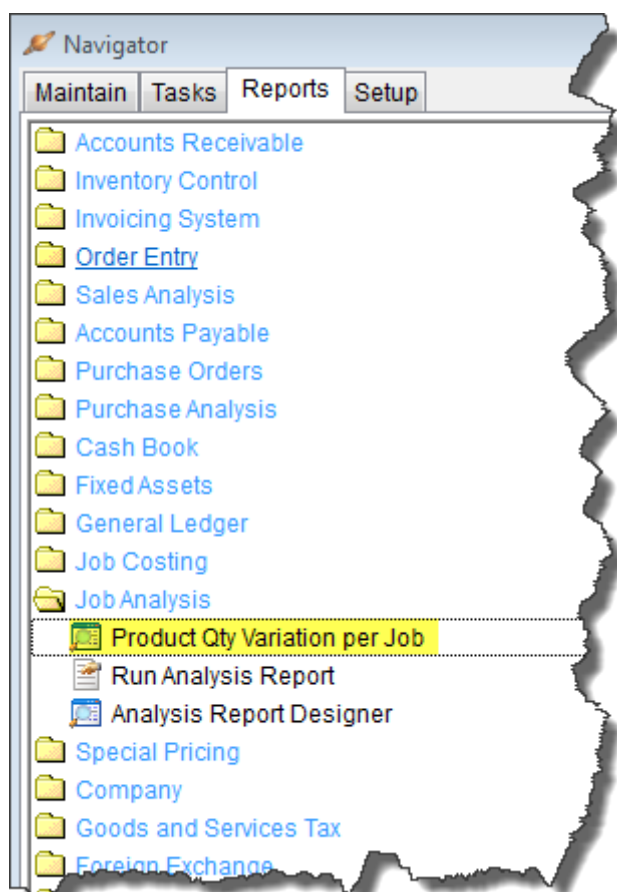 Navigator
Maintain Tasks Reports Setup
Accounts Receivable
Inventory Control
Invoicing System
Order Entry
Sales Analysis
Accounts Payable
Purchase Orders
Purchase Analysis
Cash Book
Fixed Assets
General Ledger
Job Costing
Job Analysis
Product Qty Variation per Job
Run Analysis Report
Analysis Report Designer
Special Pricing
Company
Goods and Services Tax
Foreign Exchange